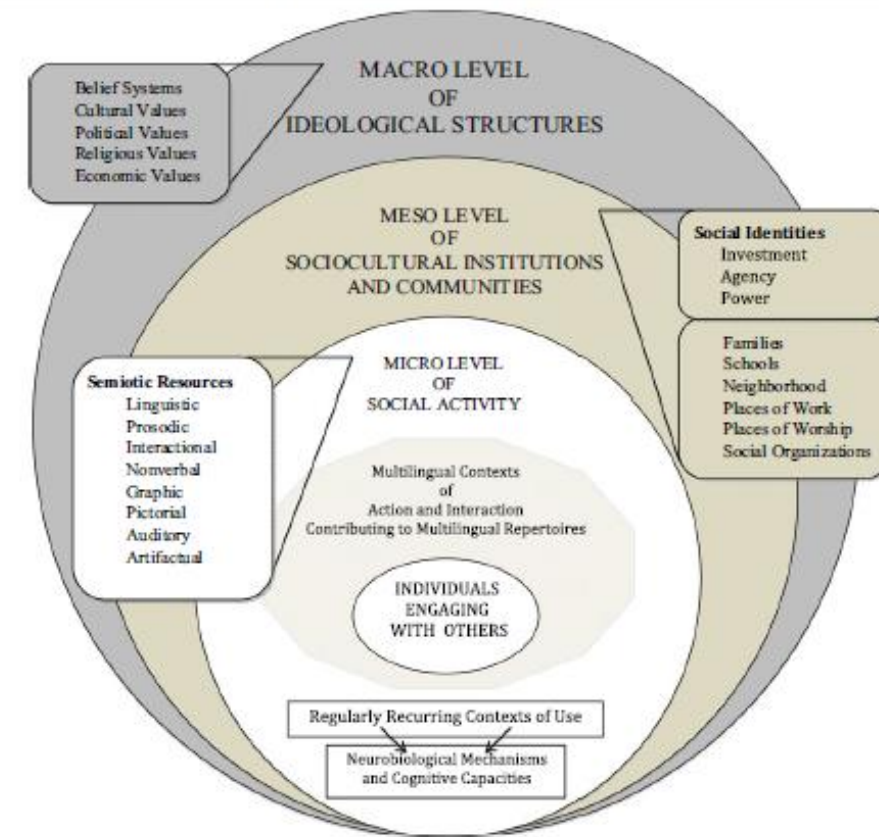 MACRO LEVEL
OF
IDEOLOGICAL STRUCTURES
Belief Systems
Cultural Values
Political Values
Religious Values
Economic Values
MESO LEVEL
OF
SOCIOCULTURAL INSTITUTIONS
AND COMMUNITIES
Social Identities
Investment
Agency
Power
Families
Schools
Neighborhood
Places of Work
Places of Worship
Social Organizations
MICRO LEVEL
OF
SOCIAL ACTIVITY
Semiotic Resources
Linguistic
Prosodic
Interactional
Nonverbal
Graphic
Pictorial
Auditory
Artifactual
Multilingual Contexts
of
Action and Interaction
Contributing to Multilingual Repertoires
INDIVIDUALS
ENGAGING
WITH OTHERS
Regularly Recurring Contexts of Use
Neurobiological Mechanisms
and Cognitive Capacities